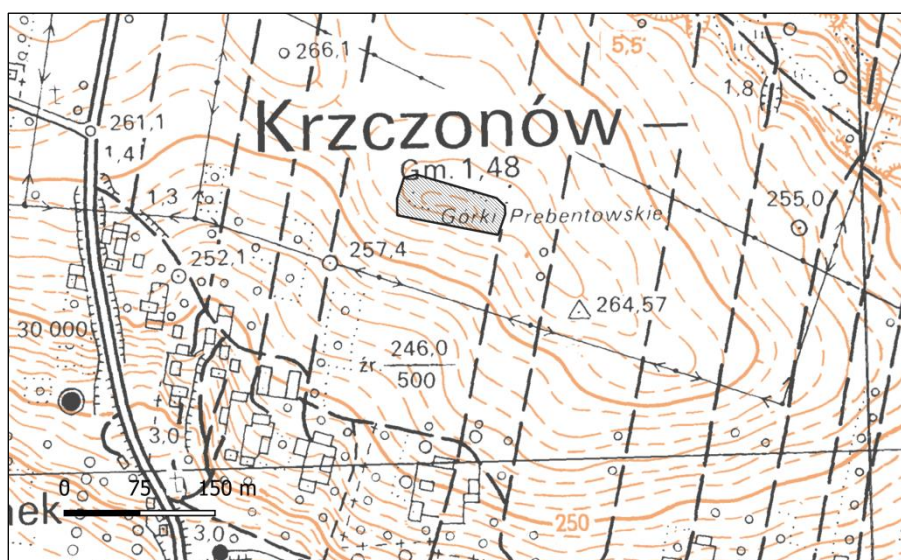 266,1
5,5
1,8
261,1
1,4
Krzczonów –
Gm. 1,48
Górki Prebentowskie
1,3
255,0
252,1
257,4
264,57
30 000
źr. 246,0
500
3.0
0 75 150 m
nek
3.0
250